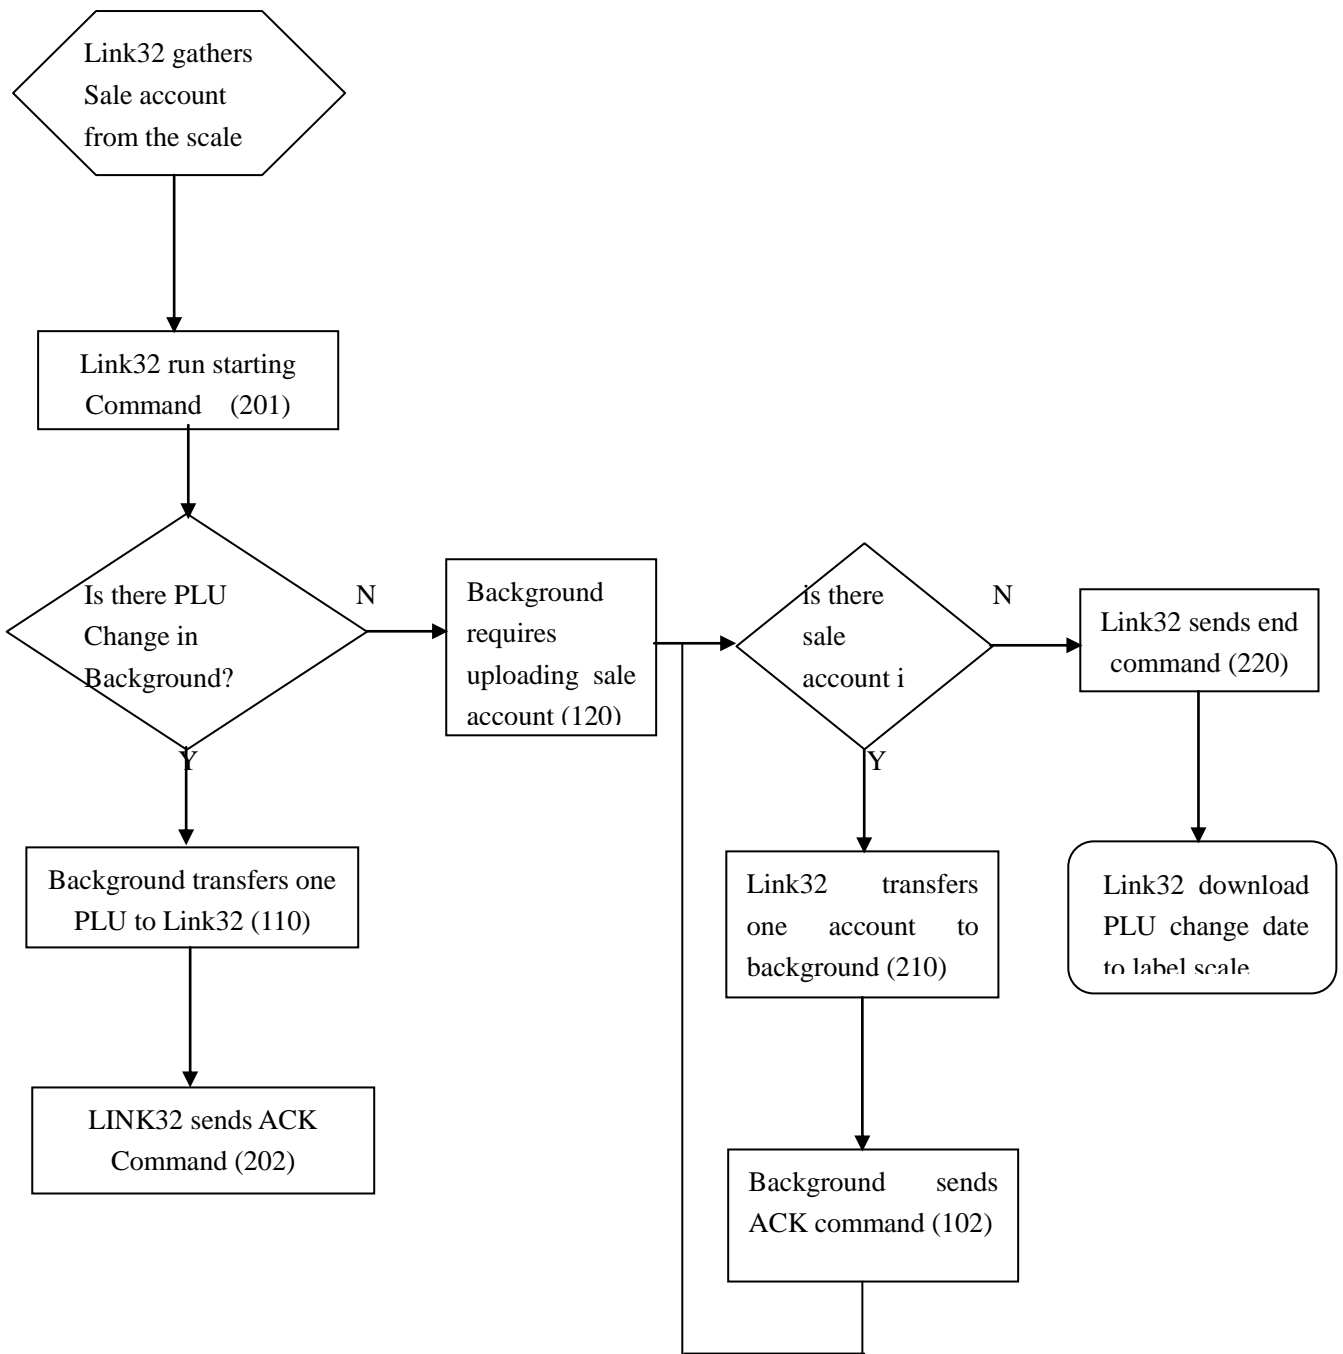 Link32 gathers
Sale account
from the scale
Link32 run starting
Command (201)
Is there PLU
Change in
Background?
N
Y
Background
requires
uploading sale
account (120)
is there
sale
account i
N
Y
Link32 sends end
command (220)
Background transfers one
PLU to Link32 (110)
Link32 transfers
one account to
background (210)
Link32 download
PLU change date
to label scale
LINK32 sends ACK
Command (202)
Background sends
ACK command (102)